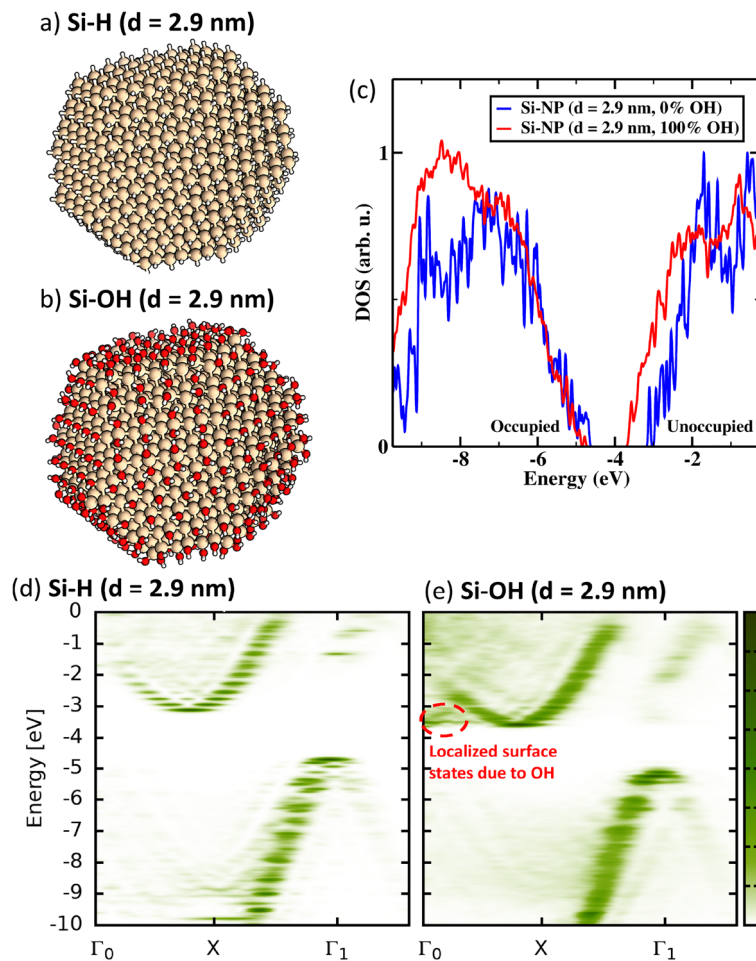 a) Si-H (d = 2.9 nm)
b) Si-OH (d = 2.9 nm)
(c)
Si-NP (d = 2.9 nm, 0% OH)
Si-NP (d = 2.9 nm, 100% OH)
1
DOS (arb. u.)
0
Occupied
Unoccupied
-8
-6
-4
-2
Energy (eV)
(d) Si-H (d = 2.9 nm)
(e) Si-OH (d = 2.9 nm)
0
-1
-2
-3
-4
-5
-6
-7
-8
-9
-10
Energy [eV]
Localized surface
states due to OH
Γ0
X
Γ1
Γ0
X
Γ1